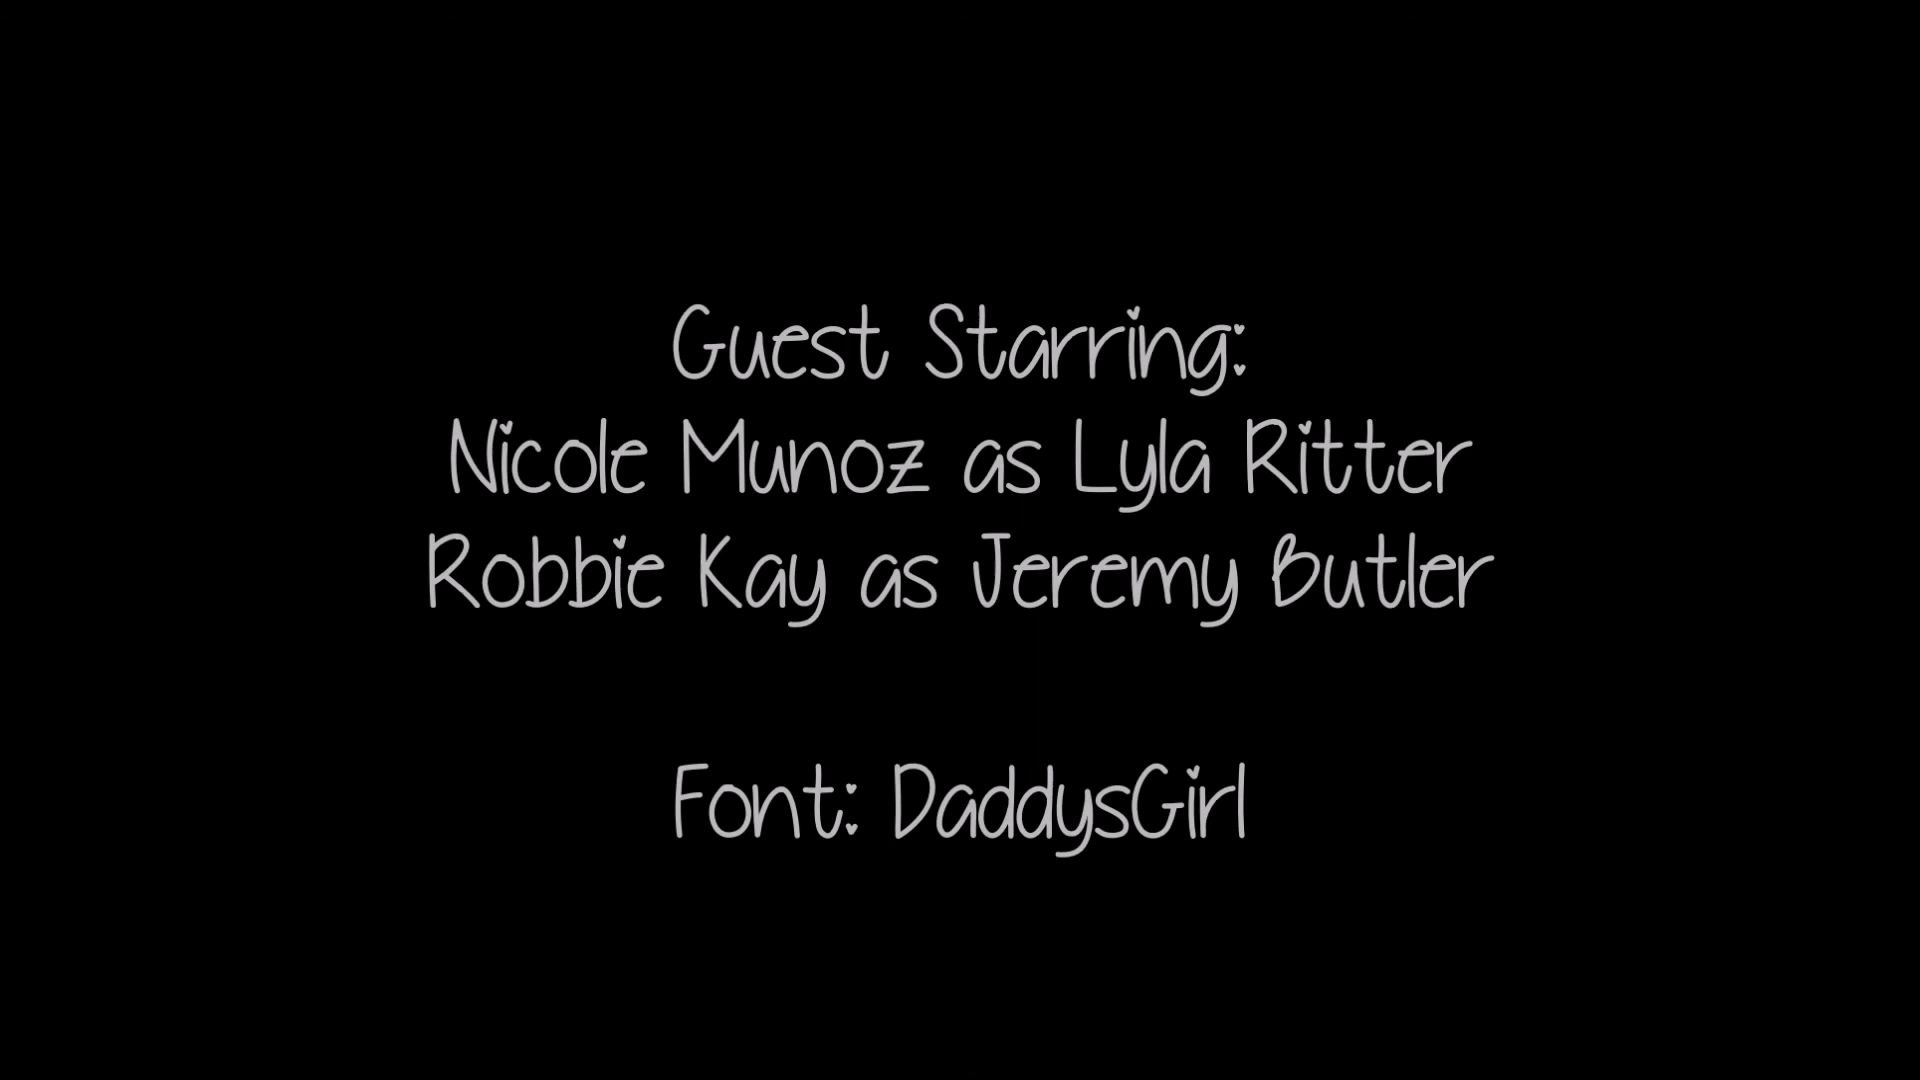 Guest Starring:
Nicole Munoz as Lyla Ritter
Robbie Kay as Jeremy Butler
Font: DaddysGirl